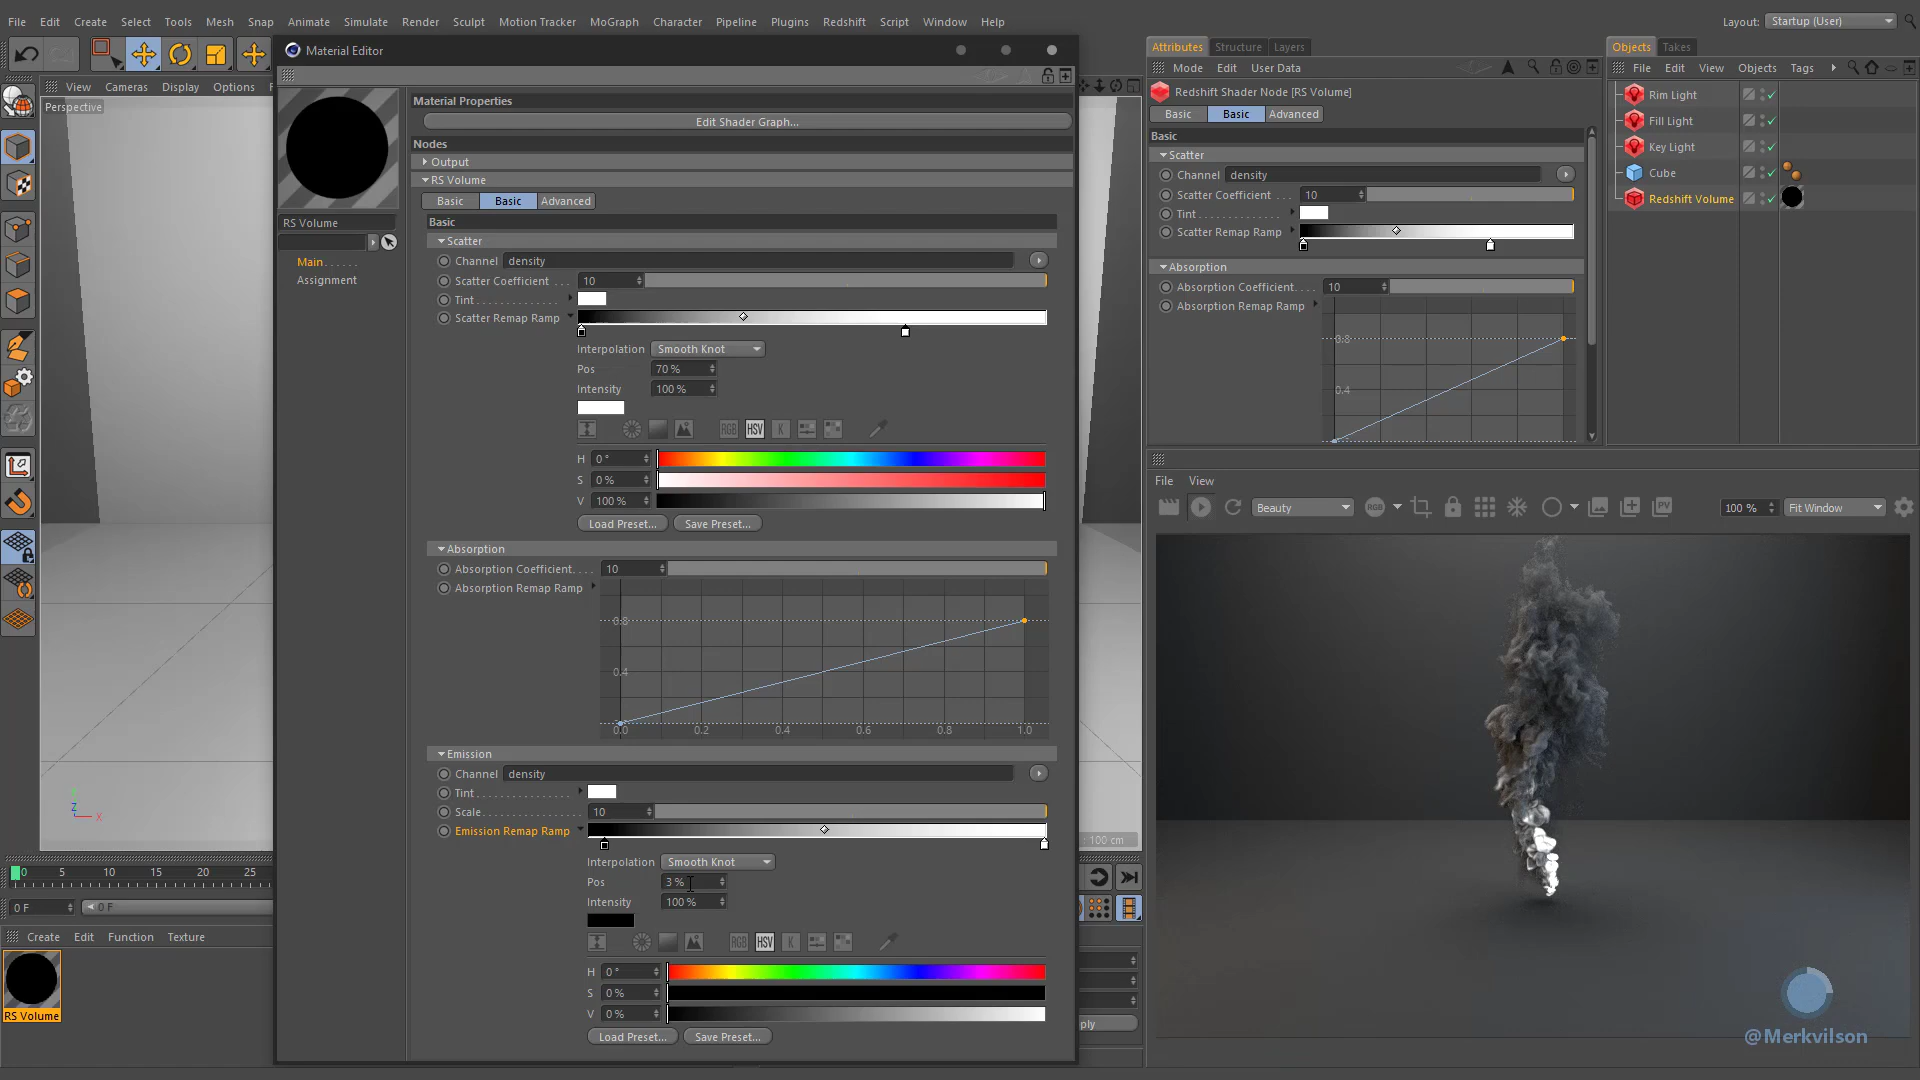 File Edit Create Select Tools Mesh Snap Animate Simulate Render Sculpt Motion Tracker MoGraph Character Pipeline Plugins Redshift Script Window Help
Layout: Startup (User)
Material Editor
View Cameras Display Options
Perspective
RS Volume
Main
Assignment
Material Properties
Edit Shader Graph...
Nodes
Output
RS Volume
Basic Basic Advanced
Basic
Scatter
Channel density
Scatter Coefficient 10
Tint
Scatter Remap Ramp
Interpolation Smooth Knot
Pos 70 %
Intensity 100 %
RGB HSV K
H 0 °
S 0 %
V 100 %
Load Preset... Save Preset...
Absorption
Absorption Coefficient 10
Absorption Remap Ramp
0.8
0.4
0.0 0.2 0.4 0.6 0.8 1.0
Emission
Channel density
Tint
Scale 10
Emission Remap Ramp
Interpolation Smooth Knot
Pos 3 %
Intensity 100 %
RGB HSV K
H 0 °
S 0 %
V 0 %
Load Preset... Save Preset...
: 100 cm
0 5 10 15 20 25
0 F 0 F
Create Edit Function Texture
RS Volume
ply
Attributes Structure Layers
Mode Edit User Data
Redshift Shader Node [RS Volume]
Basic Basic Advanced
Basic
Scatter
Channel density
Scatter Coefficient 10
Tint
Scatter Remap Ramp
Absorption
Absorption Coefficient 10
Absorption Remap Ramp
0.8
0.4
Objects Takes
File Edit View Objects Tags
Rim Light
Fill Light
Key Light
Cube
Redshift Volume
File View
Beauty RGB PV 100 % Fit Window
Z X
@Merkvilson